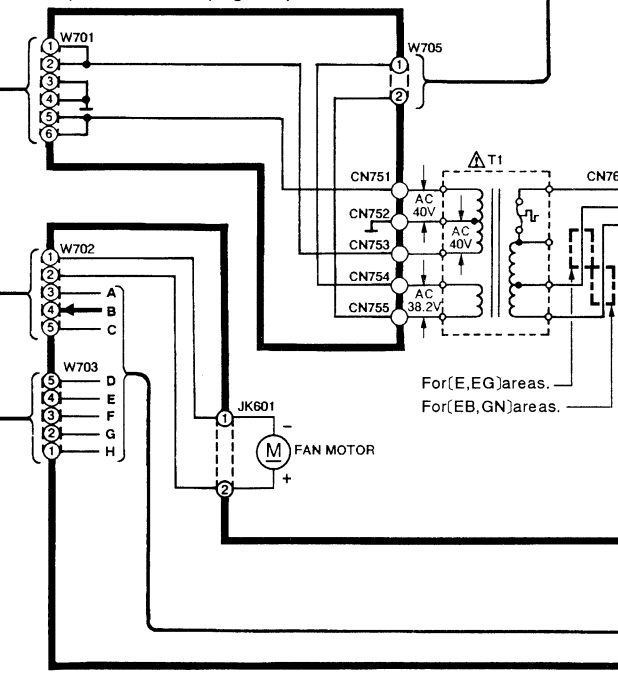 W701
1
2
3
4
5
6
W705
1
2
T1
CN751
CN76
AC
40V
CN752
AC
40V
CN753
CN754
AC
38.2V
CN755
W702
1
2
3 A
4 B
5 C
W703
5 D
4 E
3 F
2 G
1 H
For(E,EG)areas.
For(EB,GN)areas.
JK601
1
−
M FAN MOTOR
+
2